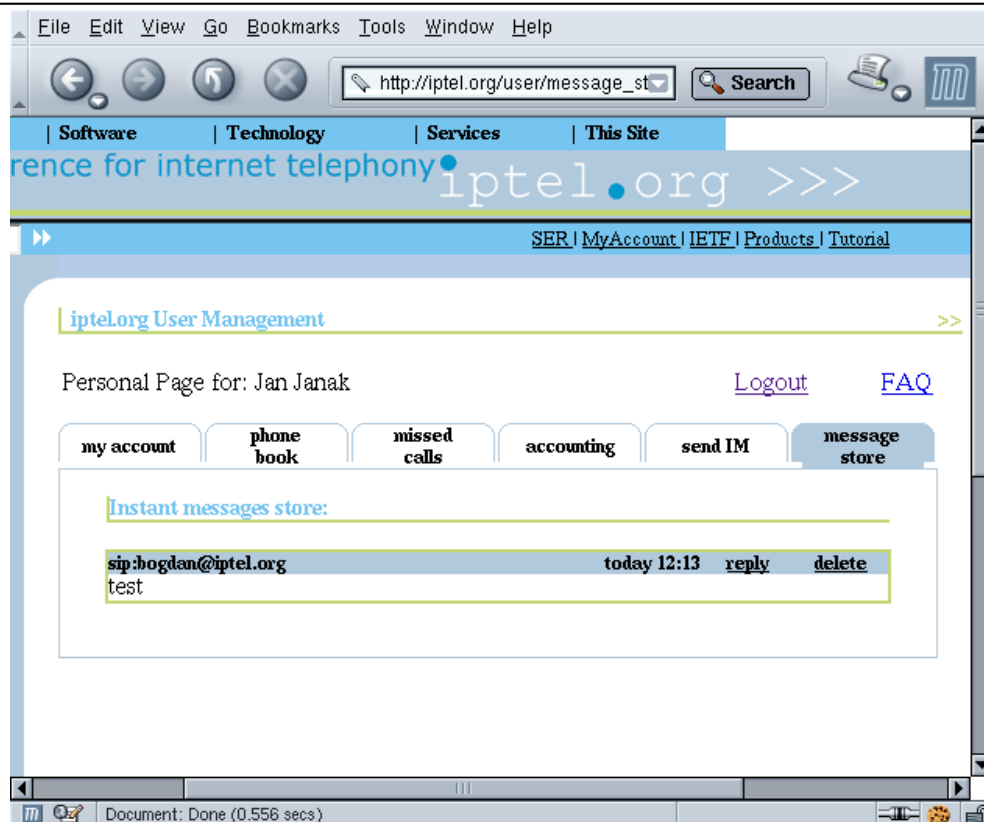 File Edit View Go Bookmarks Tools Window Help
http://iptel.org/user/message_st Search
| Software | Technology | Services | This Site
rence for internet telephony
iptel.org >>>
SER | MyAccount | IETF | Products | Tutorial
iptel.org User Management >>
Personal Page for: Jan Janak Logout FAQ
my account phone book missed calls accounting send IM message store
Instant messages store:
sip:bogdan@iptel.org today 12:13 reply delete
test
Document: Done (0.556 secs)